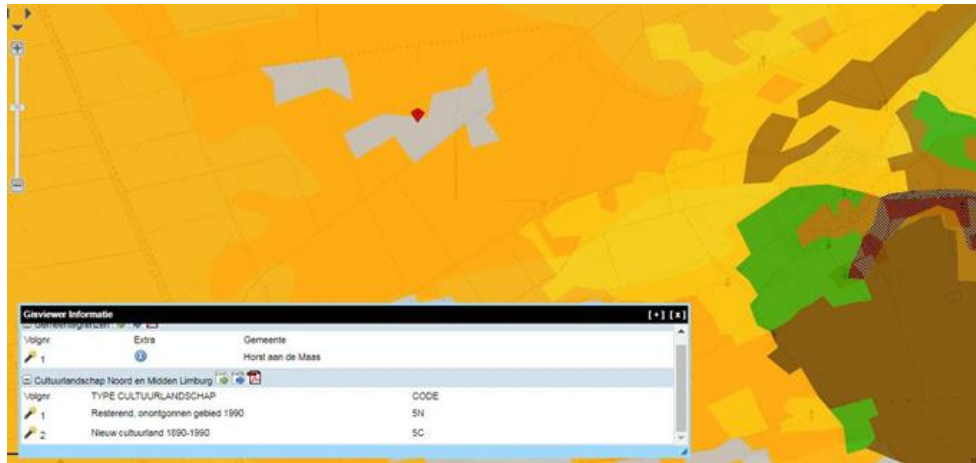 Gisviewer Informatie [+] [x]
Gemeentegrenzen
Volgnr Extra Gemeente
1 Horst aan de Maas
Cultuurlandschap Noord en Midden Limburg
Volgnr TYPE CULTUURLANDSCHAP CODE
1 Resterend, onontgonnen gebied 1990 5N
2 Nieuw cultuurland 1890-1990 5C